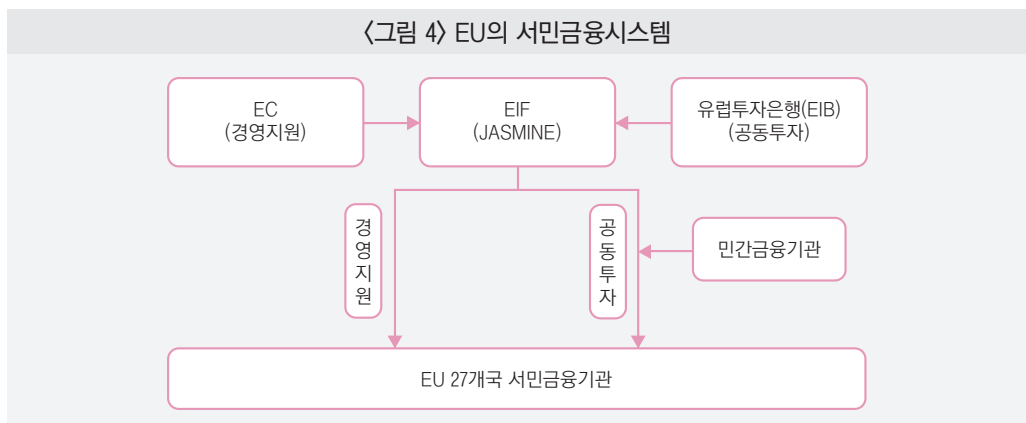 〈그림 4〉 EU의 서민금융시스템
EC
(경영지원)
EIF
(JASMINE)
유럽투자은행(EIB)
(공동투자)
경
영
지
원
공
동
투
자
민간금융기관
EU 27개국 서민금융기관